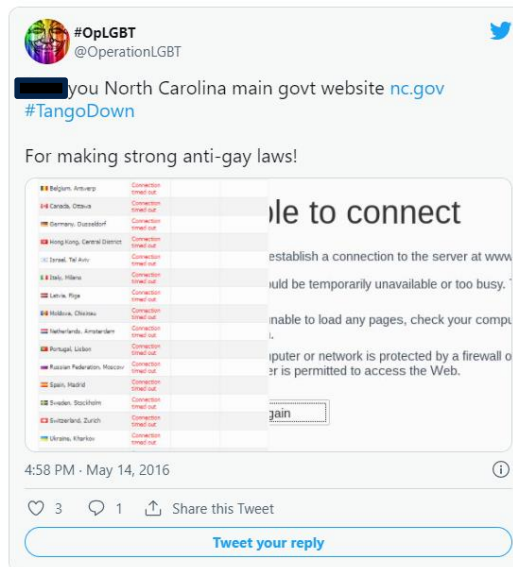 #OpLGBT
@OperationLGBT
you North Carolina main govt website nc.gov
#TangoDown
For making strong anti-gay laws!
Belgium, Antwerp Connection timed out
Canada, Ottawa Connection timed out
Germany, Dusseldorf Connection timed out
Hong Kong, Central District Connection timed out
Israel, Tel Aviv Connection timed out
Italy, Milano Connection timed out
Latvia, Riga Connection timed out
Moldova, Chisinau Connection timed out
Netherlands, Amsterdam Connection timed out
Portugal, Lisbon Connection timed out
Russian Federation, Moscow Connection timed out
Spain, Madrid Connection timed out
Sweden, Stockholm Connection timed out
Switzerland, Zurich Connection timed out
Ukraine, Kharkov Connection timed out
le to connect
establish a connection to the server at www
uld be temporarily unavailable or too busy.
nable to load any pages, check your compu
puter or network is protected by a firewall o
er is permitted to access the Web.
gain
4:58 PM · May 14, 2016
3 1 Share this Tweet
Tweet your reply